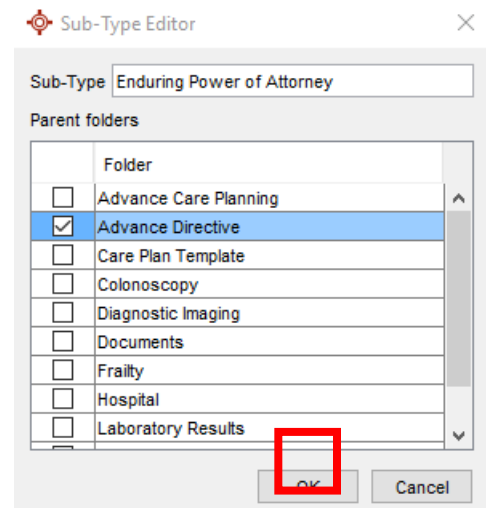 Sub-Type Editor
Sub-Type Enduring Power of Attorney
Parent folders
Folder
Advance Care Planning
Advance Directive
Care Plan Template
Colonoscopy
Diagnostic Imaging
Documents
Frailty
Hospital
Laboratory Results
OK Cancel